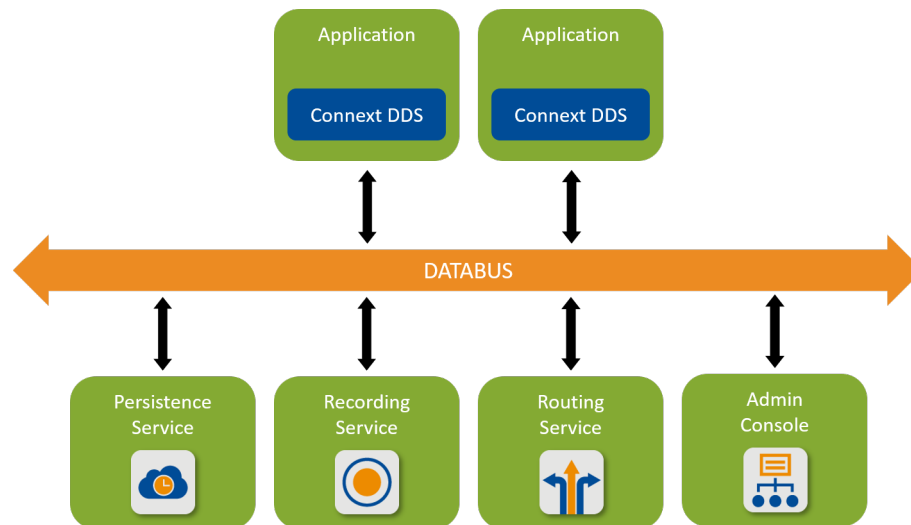 Application
Application
Connext DDS
Connext DDS
DATABUS
Persistence
Service
Recording
Service
Routing
Service
Admin
Console